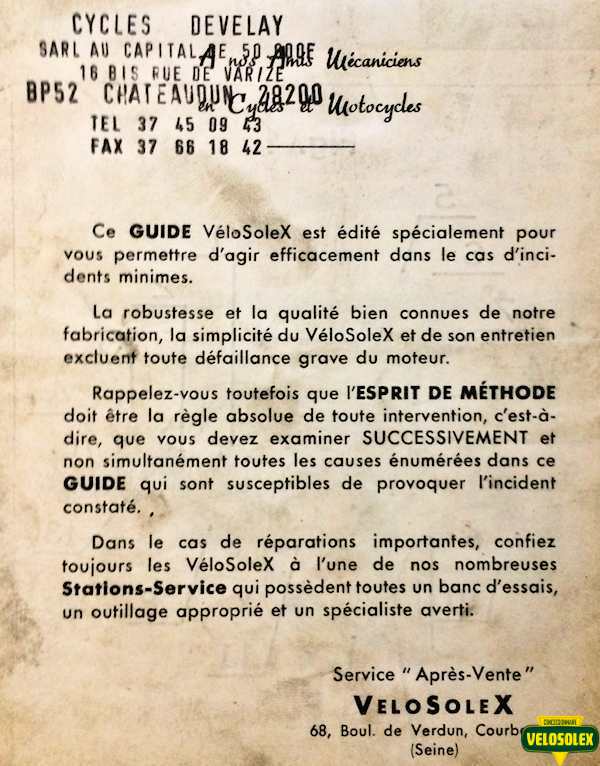 CYCLES DEVELAY
SARL AU CAPITAL DE 50 000F
16 BIS RUE DE VARIZE
BP52 CHATEAUDUN 28200
TEL 37 45 09 43
FAX 37 66 18 42
A nos Amis Mécaniciens
en Cycles et Motocycles
Ce GUIDE VéloSoleX est édité spécialement pour
vous permettre d'agir efficacement dans le cas d'inci-
dents minimes.
La robustesse et la qualité bien connues de notre
fabrication, la simplicité du VéloSoleX et de son entretien
excluent toute défaillance grave du moteur.
Rappelez-vous toutefois que l'ESPRIT DE MÉTHODE
doit être la règle absolue de toute intervention, c'est-à-
dire, que vous devez examiner SUCCESSIVEMENT et
non simultanément toutes les causes énumérées dans ce
GUIDE qui sont susceptibles de provoquer l'incident
constaté.
Dans le cas de réparations importantes, confiez
toujours les VéloSoleX à l'une de nos nombreuses
Stations-Service qui possèdent toutes un banc d'essais,
un outillage approprié et un spécialiste averti.
Service "Après-Vente"
VELOSOLEX
68, Boul. de Verdun,
(Seine)
CONCESSIONNAIRE
VELOSOLEX